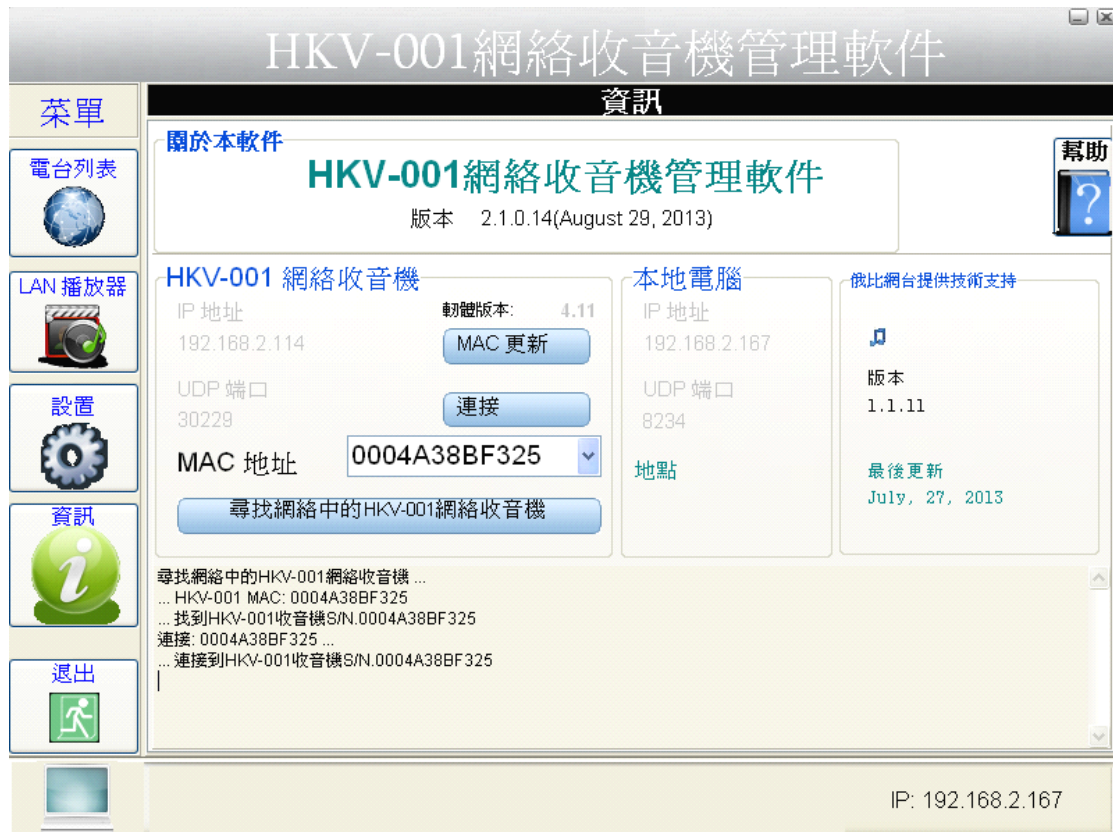 HKV-001網絡收音機管理軟件
菜單
資訊
電台列表
LAN 播放器
設置
資訊
退出
關於本軟件
HKV-001網絡收音機管理軟件
版本 2.1.0.14(August 29, 2013)
幫助
HKV-001 網絡收音機
IP 地址
軔體版本: 4.11
192.168.2.114
MAC 更新
UDP 端口
30229
連接
MAC 地址 0004A38BF325
尋找網絡中的HKV-001網絡收音機
本地電腦
IP 地址
192.168.2.167
UDP 端口
8234
地點
俄比網台提供技術支持
版本
1.1.11
最後更新
July, 27, 2013
尋找網絡中的HKV-001網絡收音機 ...
... HKV-001 MAC: 0004A38BF325
... 找到HKV-001收音機S/N.0004A38BF325
連接: 0004A38BF325 ...
... 連接到HKV-001收音機S/N.0004A38BF325
IP: 192.168.2.167